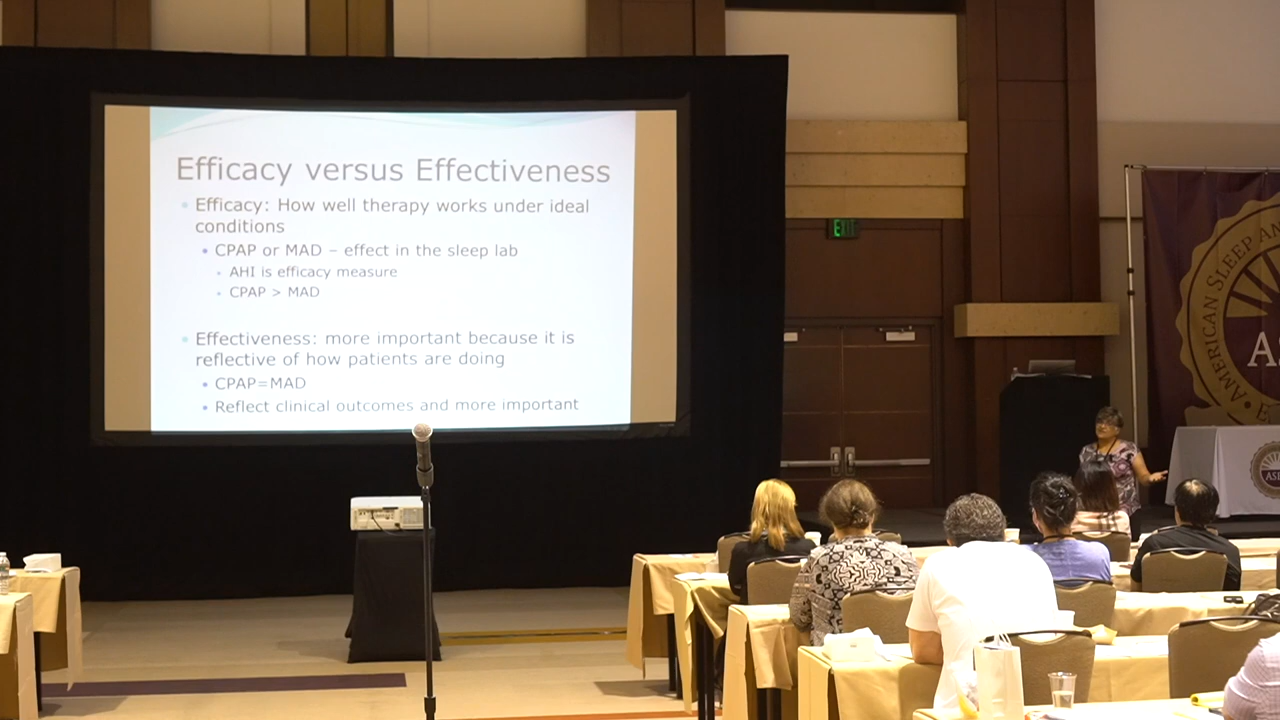 Efficacy versus Effectiveness
• Efficacy: How well therapy works under ideal
conditions
• CPAP or MAD – effect in the sleep lab
• AHI is efficacy measure
• CPAP > MAD
• Effectiveness: more important because it is
reflective of how patients are doing
• CPAP=MAD
• Reflect clinical outcomes and more important
EXIT
AMERICAN SLEEP AN
AS